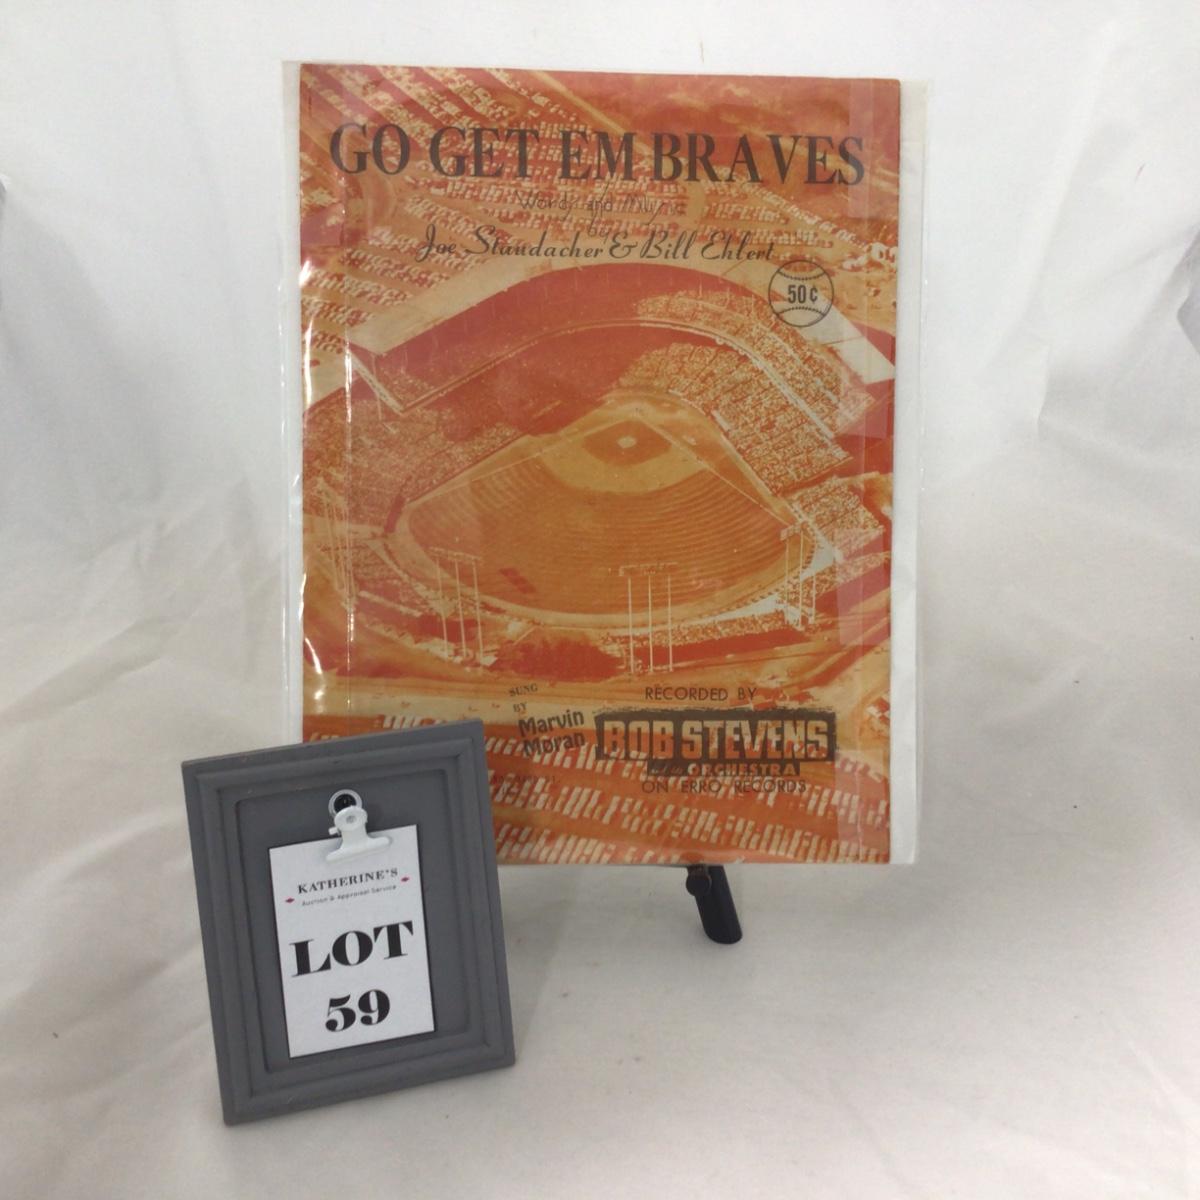 GO GET EM BRAVES
Words and Music
by
Joe Staudacher & Bill Ehlert
50¢
SUNG
BY
Marvin
Moran
RECORDED BY
BOB STEVENS
ORCHESTRA
ON ERRO RECORDS
KATHERINE'S
Auction & Appraisal Service
LOT
59